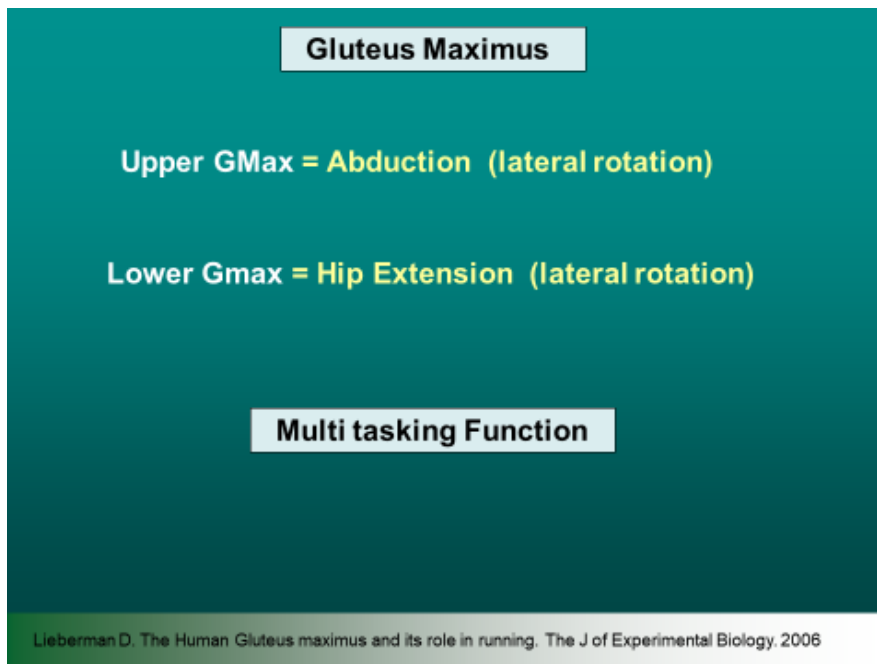 Gluteus Maximus
Upper GMax = Abduction (lateral rotation)
Lower Gmax = Hip Extension (lateral rotation)
Multi tasking Function
Lieberman D. The Human Gluteus maximus and its role in running. The J of Experimental Biology. 2006